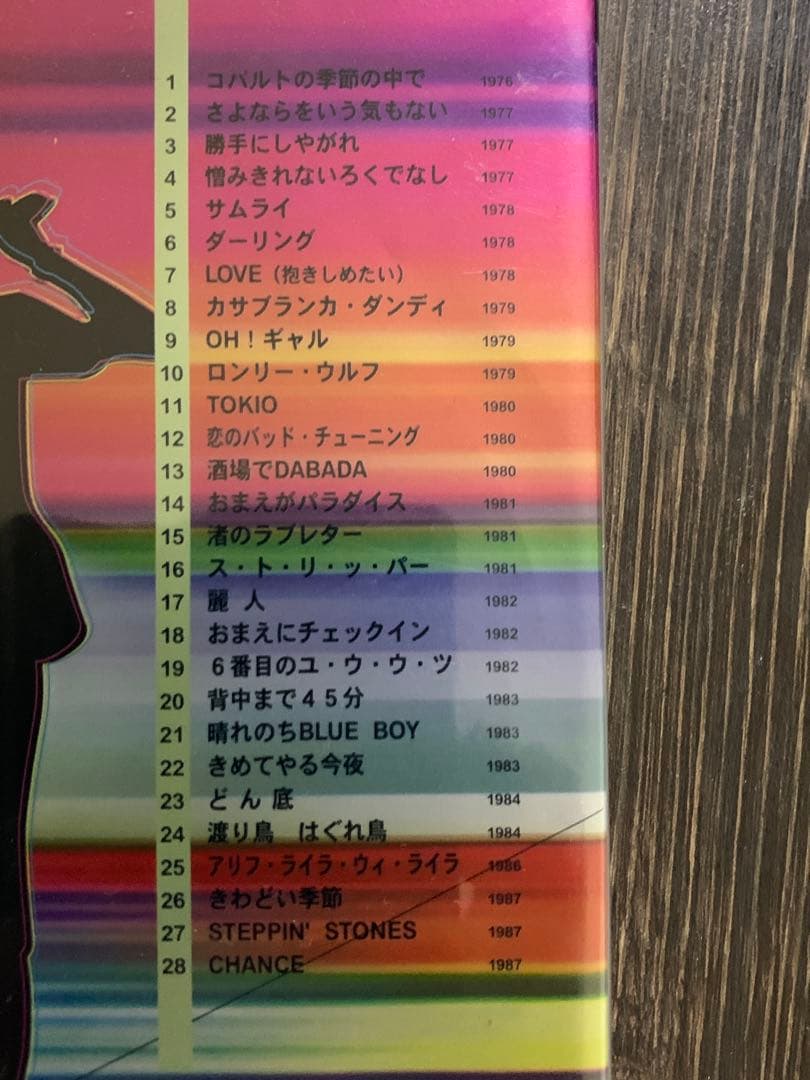 1 コバルトの季節の中で 1976
2 さよならをいう気もない 1977
3 勝手にしやがれ 1977
4 憎みきれないろくでなし 1977
5 サムライ 1978
6 ダーリング 1978
7 LOVE（抱きしめたい） 1978
8 カサブランカ・ダンディ 1979
9 OH！ギャル 1979
10 ロンリー・ウルフ 1979
11 TOKIO 1980
12 恋のバッド・チューニング 1980
13 酒場でDABADA 1980
14 おまえがパラダイス 1981
15 渚のラブレター 1981
16 ス・ト・リ・ッ・パー 1981
17 麗 人 1982
18 おまえにチェックイン 1982
19 ６番目のユ・ウ・ウ・ツ 1982
20 背中まで４５分 1983
21 晴れのちBLUE BOY 1983
22 きめてやる今夜 1983
23 ど ん 底 1984
24 渡り鳥　はぐれ鳥 1984
25 アリフ・ライラ・ウィ・ライラ 1986
26 きわどい季節 1987
27 STEPPIN' STONES 1987
28 CHANCE 1987